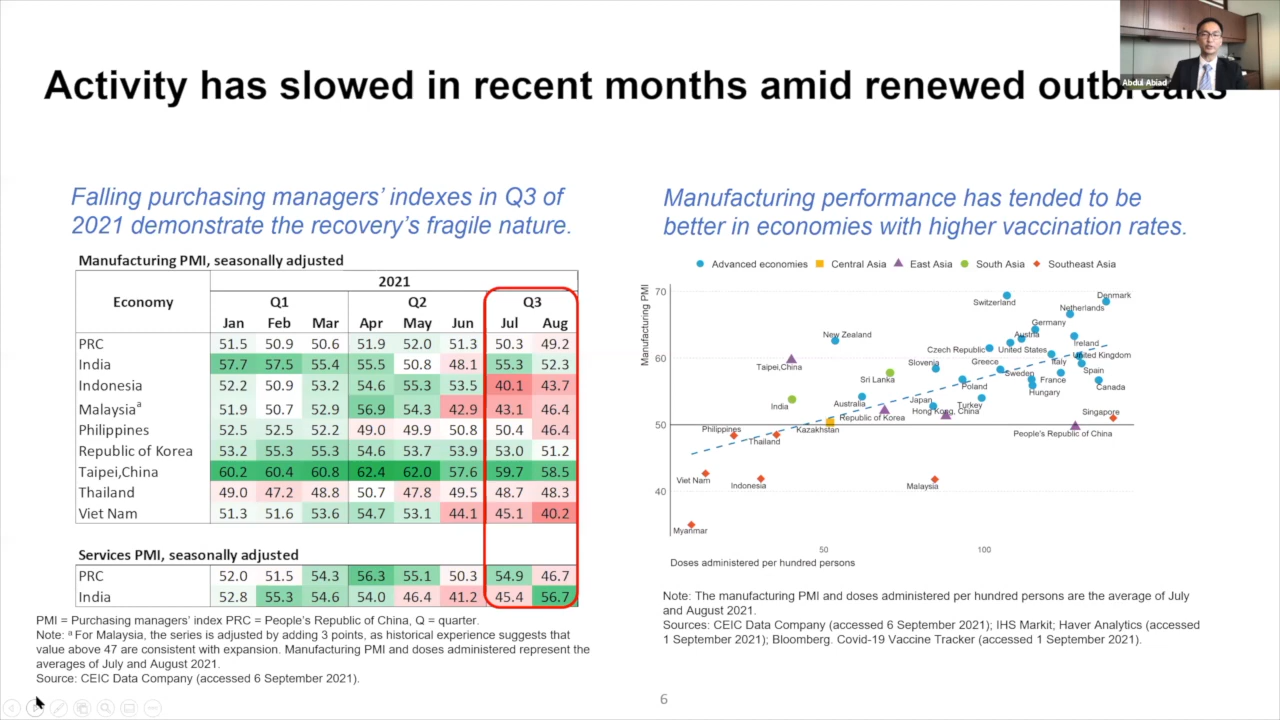 Activity has slowed in recent months amid renewed outbreaks
Abdul Abiad
Falling purchasing managers' indexes in Q3 of
2021 demonstrate the recovery's fragile nature.
Manufacturing PMI, seasonally adjusted
Economy 2021
Q1 Q2 Q3
Jan Feb Mar Apr May Jun Jul Aug
PRC 51.5 50.9 50.6 51.9 52.0 51.3 50.3 49.2
India 57.7 57.5 55.4 55.5 50.8 48.1 55.3 52.3
Indonesia 52.2 50.9 53.2 54.6 55.3 53.5 40.1 43.7
Malaysiaª 51.9 50.7 52.9 56.9 54.3 42.9 43.1 46.4
Philippines 52.5 52.5 52.2 49.0 49.9 50.8 50.4 46.4
Republic of Korea 53.2 55.3 55.3 54.6 53.7 53.9 53.0 51.2
Taipei,China 60.2 60.4 60.8 62.4 62.0 57.6 59.7 58.5
Thailand 49.0 47.2 48.8 50.7 47.8 49.5 48.7 48.3
Viet Nam 51.3 51.6 53.6 54.7 53.1 44.1 45.1 40.2
Services PMI, seasonally adjusted
PRC 52.0 51.5 54.3 56.3 55.1 50.3 54.9 46.7
India 52.8 55.3 54.6 54.0 46.4 41.2 45.4 56.7
PMI = Purchasing managers' index PRC = People's Republic of China, Q = quarter.
Note: ª For Malaysia, the series is adjusted by adding 3 points, as historical experience suggests that
value above 47 are consistent with expansion. Manufacturing PMI and doses administered represent the
averages of July and August 2021.
Source: CEIC Data Company (accessed 6 September 2021).
Manufacturing performance has tended to be
better in economies with higher vaccination rates.
Advanced economies Central Asia East Asia South Asia Southeast Asia
Manufacturing PMI
70
60
50
40
Denmark
Switzerland
Netherlands
Germany
New Zealand
Austria
Ireland
Czech Republic
United States
United Kingdom
Taipei,China
Slovenia
Greece
Italy
Sri Lanka
Sweden
Spain
Poland
France
Canada
Hungary
India
Australia
Japan
Turkey
Republic of Korea
Hong Kong, China
Singapore
Philippines
Kazakhstan
People's Republic of China
Thailand
Viet Nam
Indonesia
Malaysia
Myanmar
50 100
Doses administered per hundred persons
Note: The manufacturing PMI and doses administered per hundred persons are the average of July
and August 2021.
Sources: CEIC Data Company (accessed 6 September 2021); IHS Markit; Haver Analytics (accessed
1 September 2021); Bloomberg. Covid-19 Vaccine Tracker (accessed 1 September 2021).
6